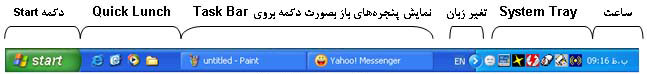 دکمه Start
Quick Lunch
نمایش پنجره‌های باز بصورت دکمه بروی Task Bar
تغیر زبان
System Tray
ساعت
start
untitled - Paint
Yahoo! Messenger
EN
09:16 ب.ظ